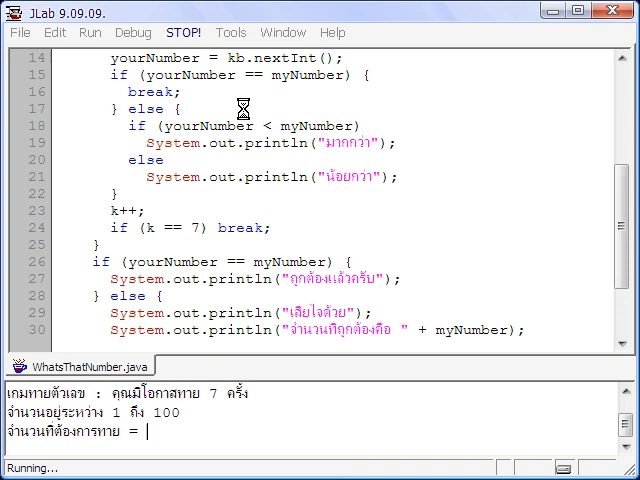 JLab 9.09.09.
File Edit Run Debug STOP! Tools Window Help
14 yourNumber = kb.nextInt();
15 if (yourNumber == myNumber) {
16 break;
17 } else {
18 if (yourNumber < myNumber)
19 System.out.println("มากกว่า");
20 else
21 System.out.println("น้อยกว่า");
22 }
23 k++;
24 if (k == 7) break;
25 }
26 if (yourNumber == myNumber) {
27 System.out.println("ถูกต้องแล้วครับ");
28 } else {
29 System.out.println("เสียใจด้วย");
30 System.out.println("จำนวนที่ถูกต้องคือ " + myNumber);
WhatsThatNumber.java
เกมทายตัวเลข : คุณมีโอกาสทาย 7 ครั้ง
จำนวนอยู่ระหว่าง 1 ถึง 100
จำนวนที่ต้องการทาย =
Running...